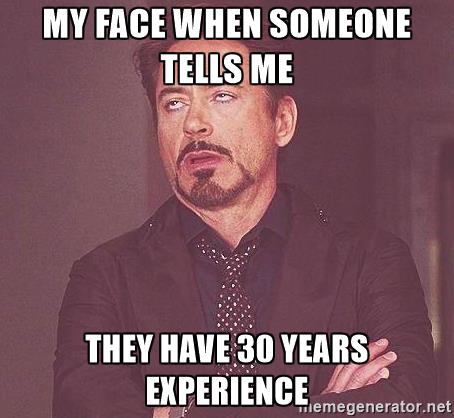 MY FACE WHEN SOMEONE
TELLS ME
THEY HAVE 30 YEARS
EXPERIENCE
memegenerator.net